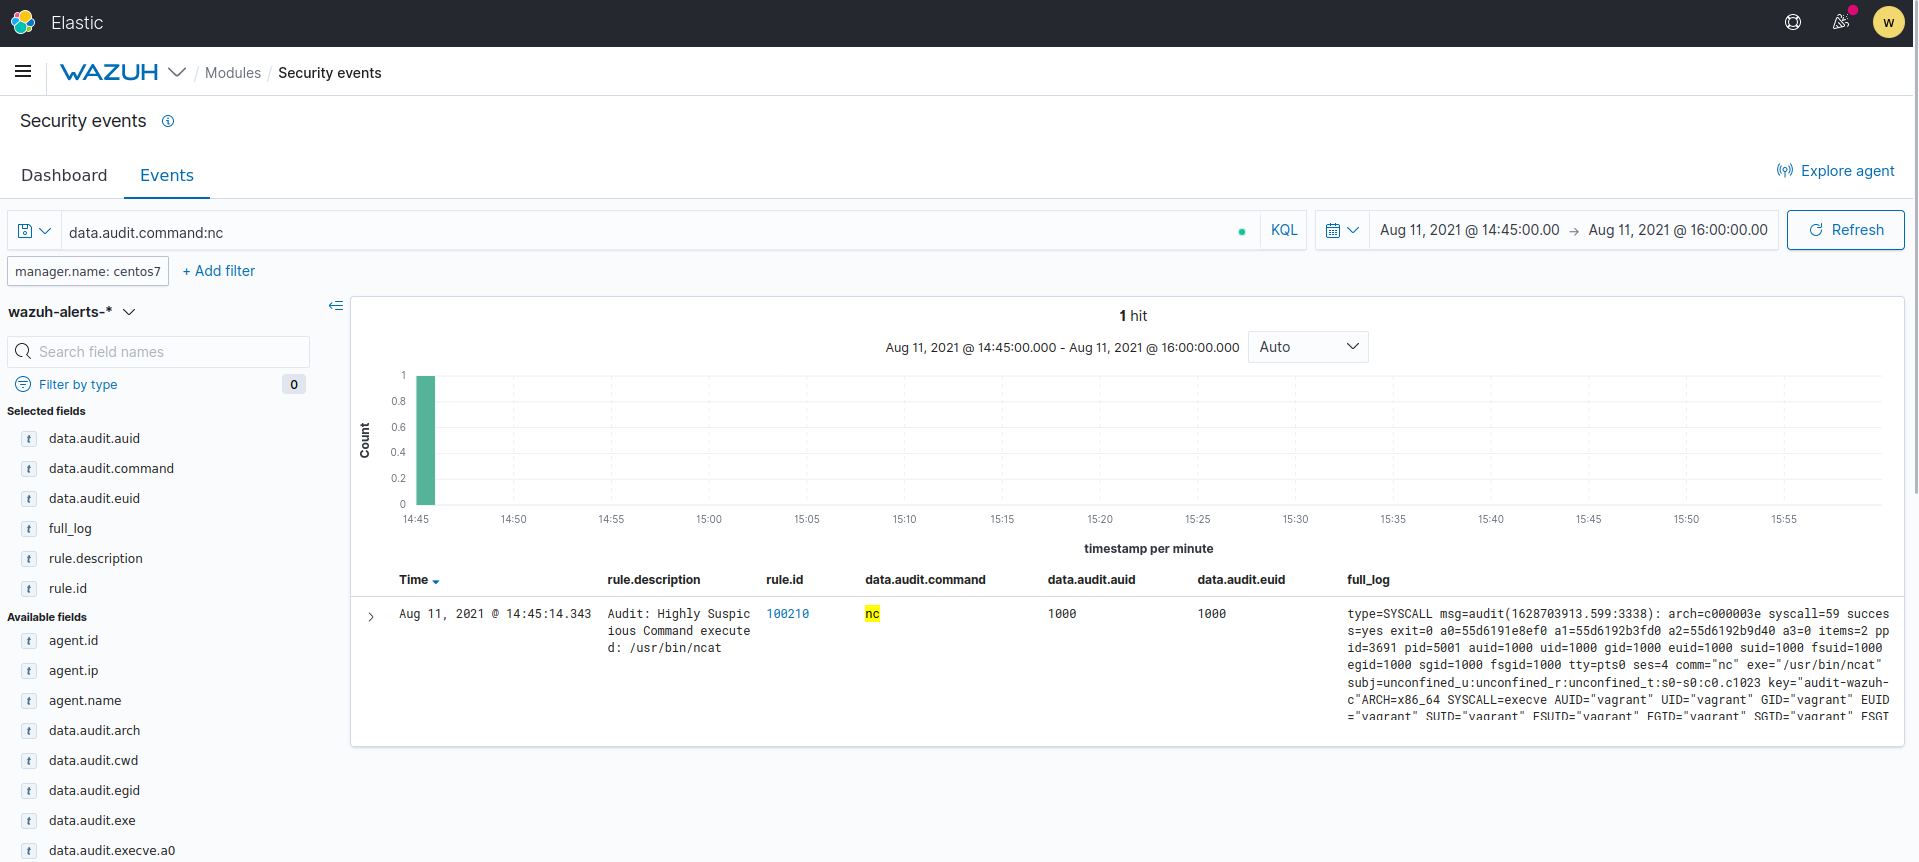 Elastic
W
WAZUH / Modules / Security events
Security events
Dashboard Events
Explore agent
data.audit.command:nc
KQL
Aug 11, 2021 @ 14:45:00.00 → Aug 11, 2021 @ 16:00:00.00
Refresh
manager.name: centos7
+ Add filter
wazuh-alerts-*
Search field names
Filter by type
0
Selected fields
t data.audit.auid
t data.audit.command
t data.audit.euid
t full_log
t rule.description
t rule.id
Available fields
t agent.id
t agent.ip
t agent.name
t data.audit.arch
t data.audit.cwd
t data.audit.egid
t data.audit.exe
t data.audit.execve.a0
1 hit
Aug 11, 2021 @ 14:45:00.000 - Aug 11, 2021 @ 16:00:00.000
Auto
Count
1
0.8
0.6
0.4
0.2
0
14:45 14:50 14:55 15:00 15:05 15:10 15:15 15:20 15:25 15:30 15:35 15:40 15:45 15:50 15:55
timestamp per minute
Time rule.description rule.id data.audit.command data.audit.auid data.audit.euid full_log
Aug 11, 2021 @ 14:45:14.343
Audit: Highly Suspic
ious Command execute
d: /usr/bin/ncat
100210
nc
1000
1000
type=SYSCALL msg=audit(1628703913.599:3338): arch=c000003e syscall=59 succes
s=yes exit=0 a0=55d6191e8ef0 a1=55d6192b3fd0 a2=55d6192b9d40 a3=0 items=2 pp
id=3691 pid=5001 auid=1000 uid=1000 gid=1000 euid=1000 suid=1000 fsuid=1000
egid=1000 sgid=1000 fsgid=1000 tty=pts0 ses=4 comm="nc" exe="/usr/bin/ncat"
subj=unconfined_u:unconfined_r:unconfined_t:s0-s0:c0.c1023 key="audit-wazuh-
c"ARCH=x86_64 SYSCALL=execve AUID="vagrant" UID="vagrant" GID="vagrant" EUID
="vagrant" SUID="vagrant" FSUID="vagrant" EGID="vagrant" SGID="vagrant" FSGI